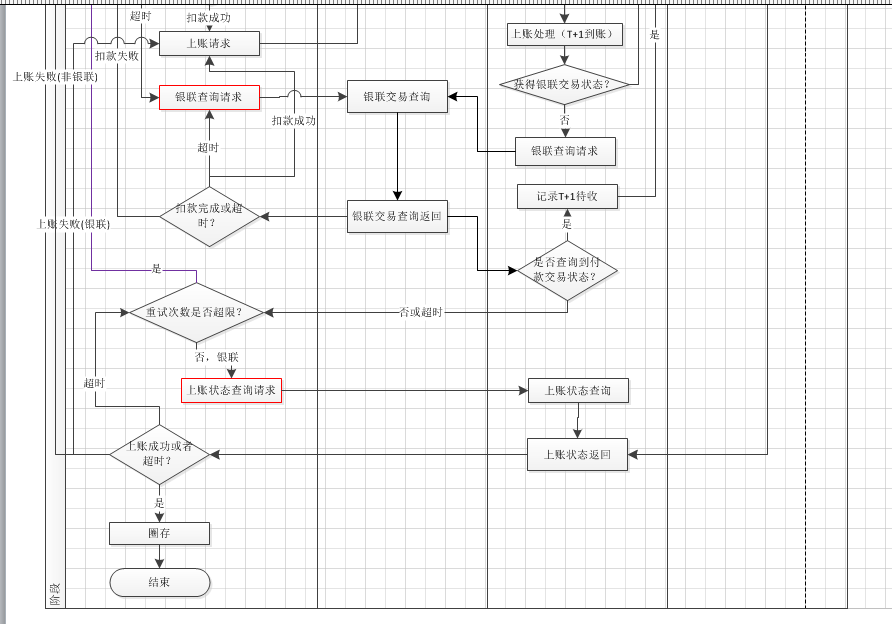 超时
扣款成功
上账请求
扣款失败
上账失败(非银联)
银联查询请求
扣款成功
超时
扣款完成或超
时？
上账失败(银联)
是
重试次数是否超限？
否，银联
上账状态查询请求
超时
上账成功或者
超时？
是
圈存
结束
阶段
银联交易查询
银联交易查询返回
否或超时
上账处理（T+1到账）
是
获得银联交易状态？
否
银联查询请求
记录T+1待收
是
是否查询到付
款交易状态？
上账状态查询
上账状态返回